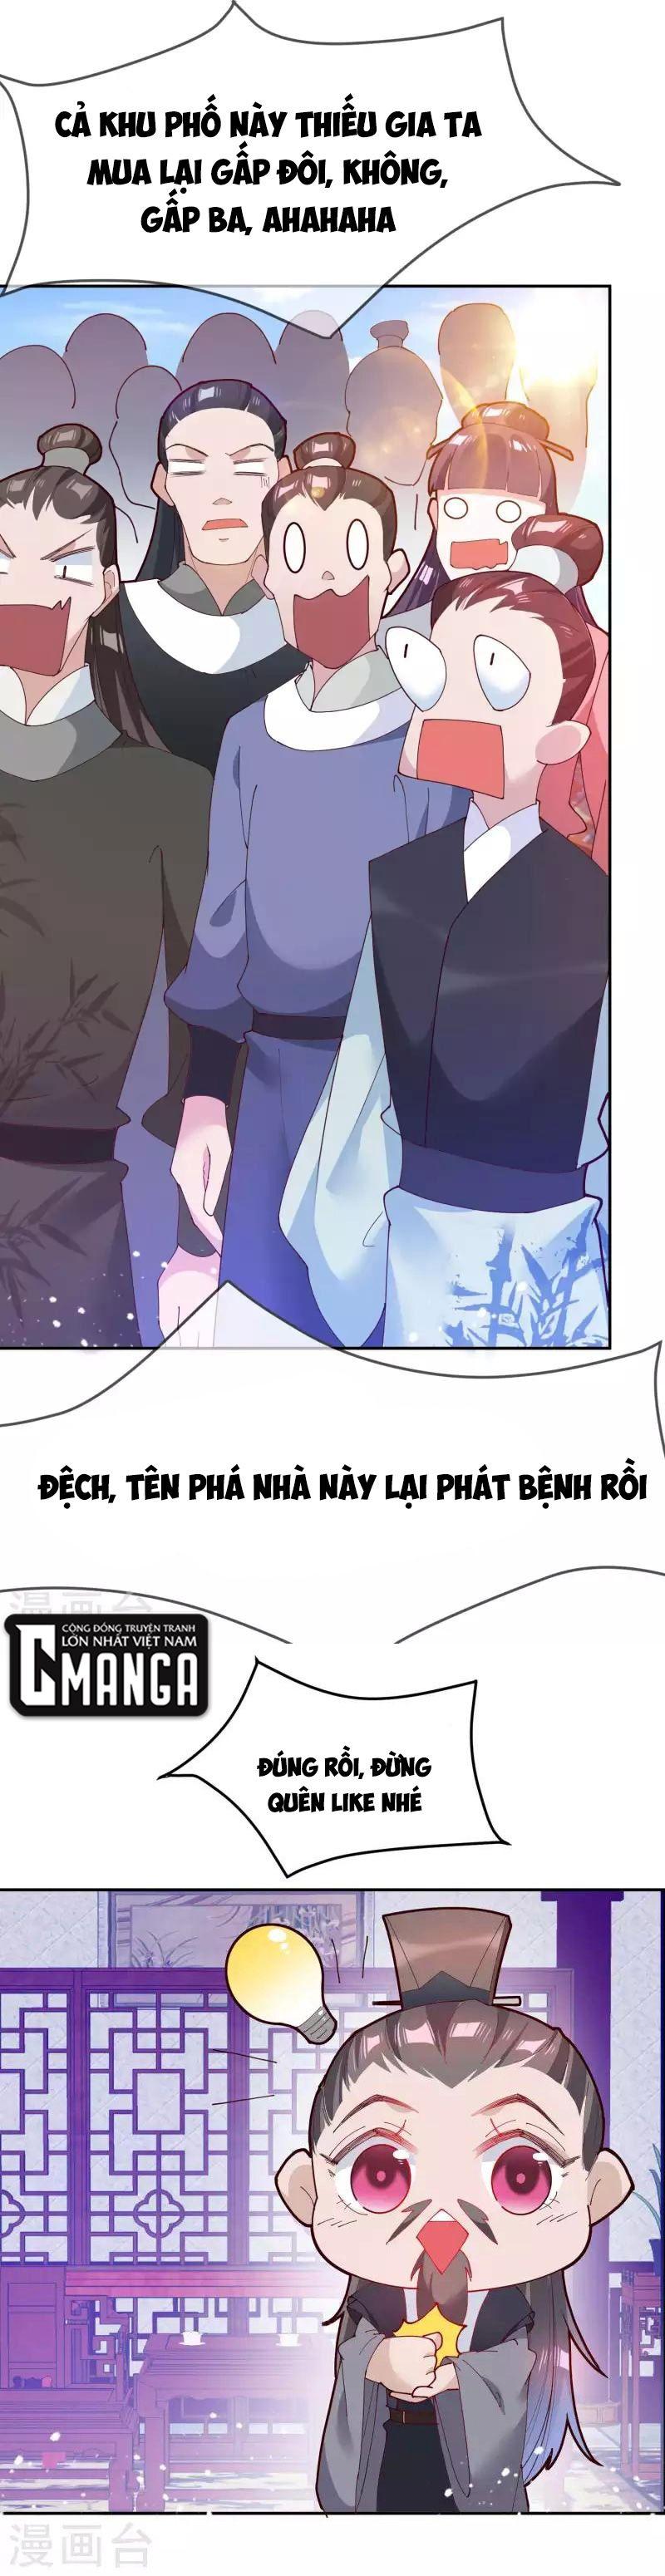 CẢ KHU PHỐ NÀY THIẾU GIA TA
MUA LẠI GẤP ĐÔI, KHÔNG,
GẤP BA, AHAHAHA
ĐỆCH, TÊN PHÁ NHÀ NÀY LẠI PHÁT BỆNH RỒI
漫画台
CỘNG ĐỒNG TRUYỆN TRANH
LỚN NHẤT VIỆT NAM
CMANGA
ĐÚNG RỒI, ĐỪNG
QUÊN LIKE NHÉ
漫画台